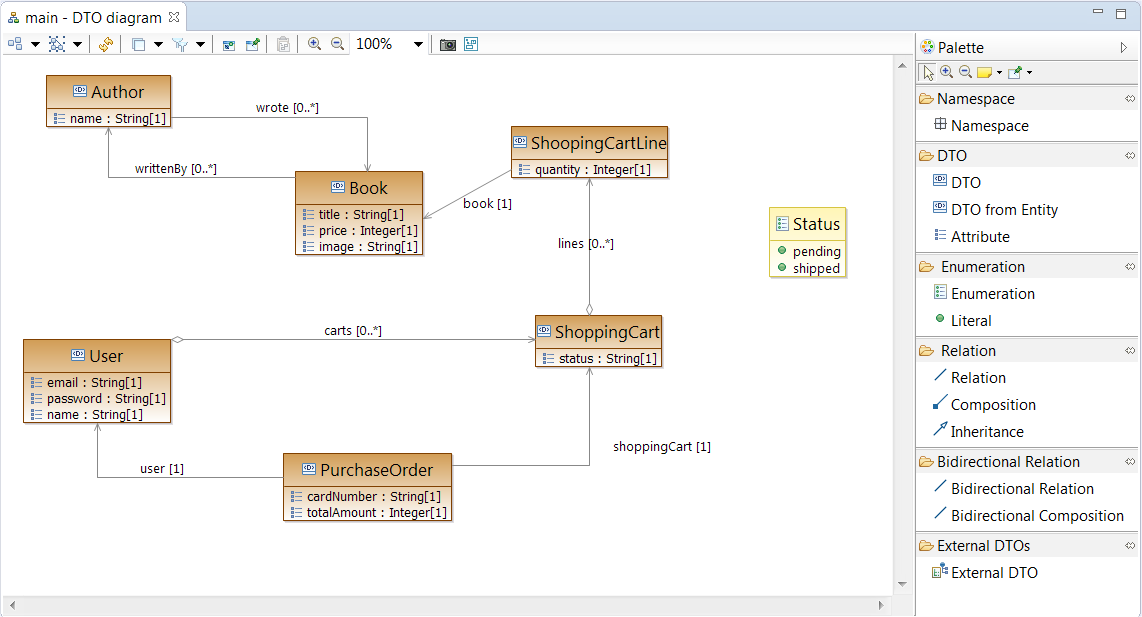 main - DTO diagram
100%
Author
name : String[1]
wrote [0..*]
writtenBy [0..*]
Book
title : String[1]
price : Integer[1]
image : String[1]
ShoopingCartLine
quantity : Integer[1]
book [1]
lines [0..*]
Status
pending
shipped
carts [0..*]
ShoppingCart
status : String[1]
User
email : String[1]
password : String[1]
name : String[1]
user [1]
PurchaseOrder
cardNumber : String[1]
totalAmount : Integer[1]
shoppingCart [1]
Palette
Namespace
Namespace
DTO
DTO
DTO from Entity
Attribute
Enumeration
Enumeration
Literal
Relation
Relation
Composition
Inheritance
Bidirectional Relation
Bidirectional Relation
Bidirectional Composition
External DTOs
External DTO